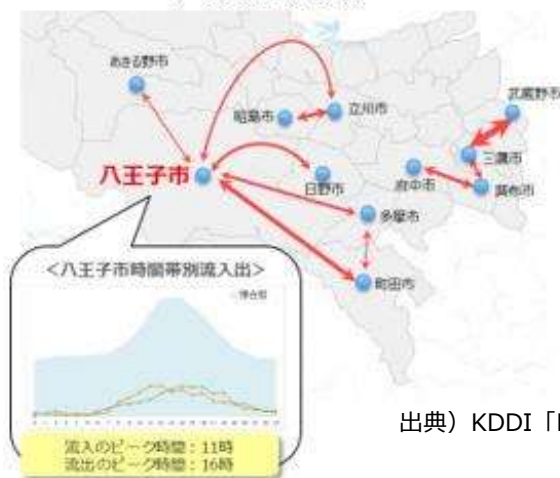 あきる野市
武蔵野市
昭島市
立川市
三鷹市
八王子市
日野市
府中市
調布市
多摩市
町田市
<八王子市時間帯別流入出>
滞在者
流入のピーク時間：11時
流出のピーク時間：16時
出典）KDDI「